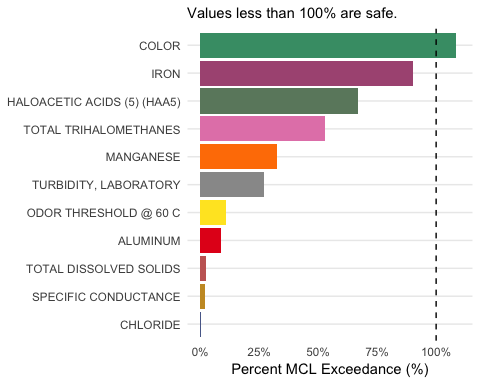 Values less than 100% are safe.
COLOR
IRON
HALOACETIC ACIDS (5) (HAA5)
TOTAL TRIHALOMETHANES
MANGANESE
TURBIDITY, LABORATORY
ODOR THRESHOLD @ 60 C
ALUMINUM
TOTAL DISSOLVED SOLIDS
SPECIFIC CONDUCTANCE
CHLORIDE
0% 25% 50% 75% 100%
Percent MCL Exceedance (%)